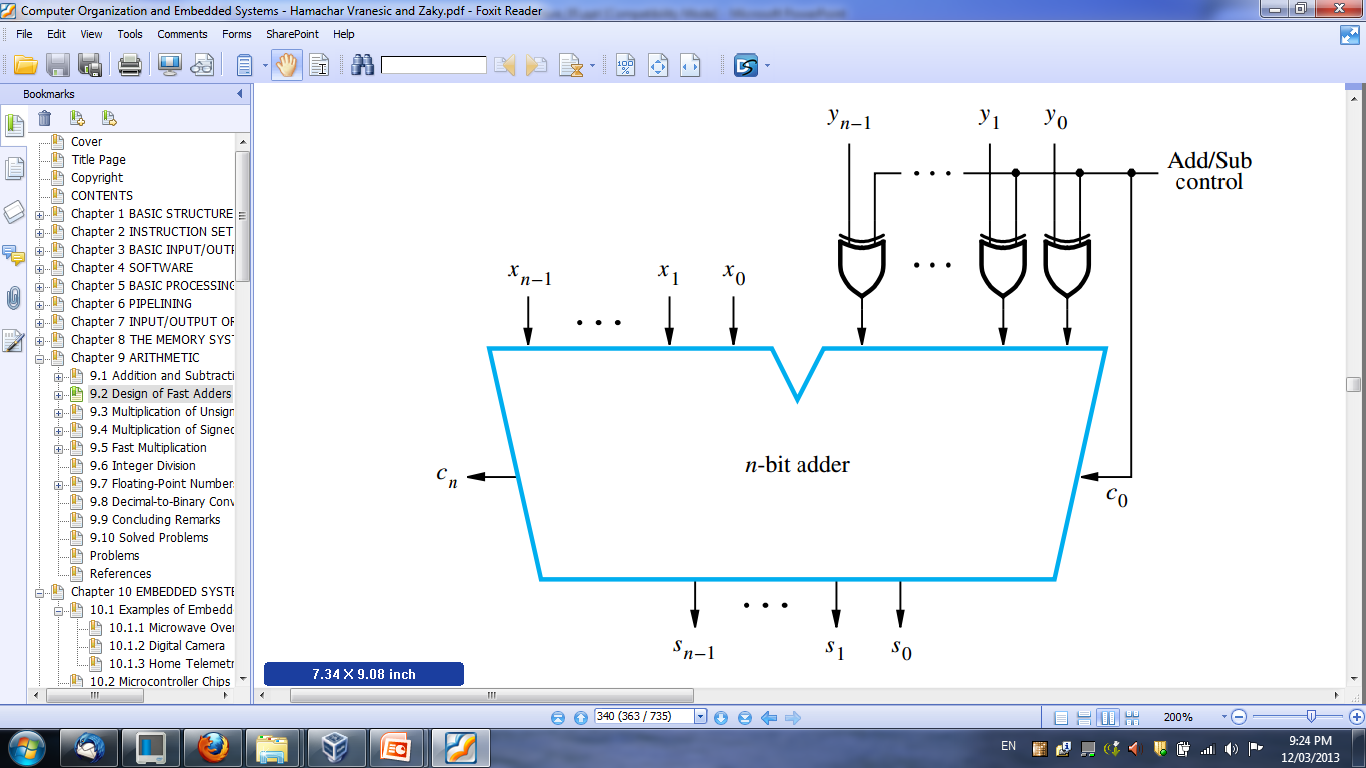 Computer Organization and Embedded Systems - Hamachar Vranesic and Zaky.pdf - Foxit Reader
File Edit View Tools Comments Forms SharePoint Help
Bookmarks
Cover
Title Page
Copyright
CONTENTS
Chapter 1 BASIC STRUCTURE
Chapter 2 INSTRUCTION SET
Chapter 3 BASIC INPUT/OUTP
Chapter 4 SOFTWARE
Chapter 5 BASIC PROCESSING
Chapter 6 PIPELINING
Chapter 7 INPUT/OUTPUT OR
Chapter 8 THE MEMORY SYS
Chapter 9 ARITHMETIC
9.1 Addition and Subtracti
9.2 Design of Fast Adders
9.3 Multiplication of Unsign
9.4 Multiplication of Signed
9.5 Fast Multiplication
9.6 Integer Division
9.7 Floating-Point Number
9.8 Decimal-to-Binary Conv
9.9 Concluding Remarks
9.10 Solved Problems
Problems
References
Chapter 10 EMBEDDED SYSTE
10.1 Examples of Embedd
10.1.1 Microwave Over
10.1.2 Digital Camera
10.1.3 Home Telemetr
10.2 Microcontroller Chips
y n–1 y 1 y 0
Add/Sub
control
x n–1 x 1 x 0
n-bit adder
c n
c 0
s n–1 s 1 s 0
7.34 X 9.08 inch
340 (363 / 735)
200%
EN
9:24 PM
12/03/2013